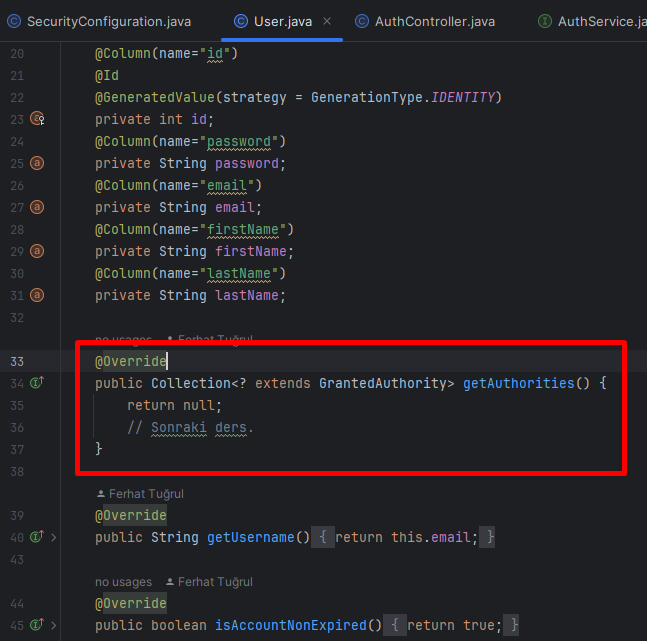 SecurityConfiguration.java
User.java
AuthController.java
AuthService.ja
20 @Column(name="id")
21 @Id
22 @GeneratedValue(strategy = GenerationType.IDENTITY)
23 private int id;
24 @Column(name="password")
25 private String password;
26 @Column(name="email")
27 private String email;
28 @Column(name="firstName")
29 private String firstName;
30 @Column(name="lastName")
31 private String lastName;
32
no usages Ferhat Tuğrul
33 @Override
34 public Collection<? extends GrantedAuthority> getAuthorities() {
35 return null;
36 // Sonraki ders.
37 }
38
Ferhat Tuğrul
39 @Override
40 public String getUsername() { return this.email; }
43
no usages Ferhat Tuğrul
44 @Override
45 public boolean isAccountNonExpired() { return true; }